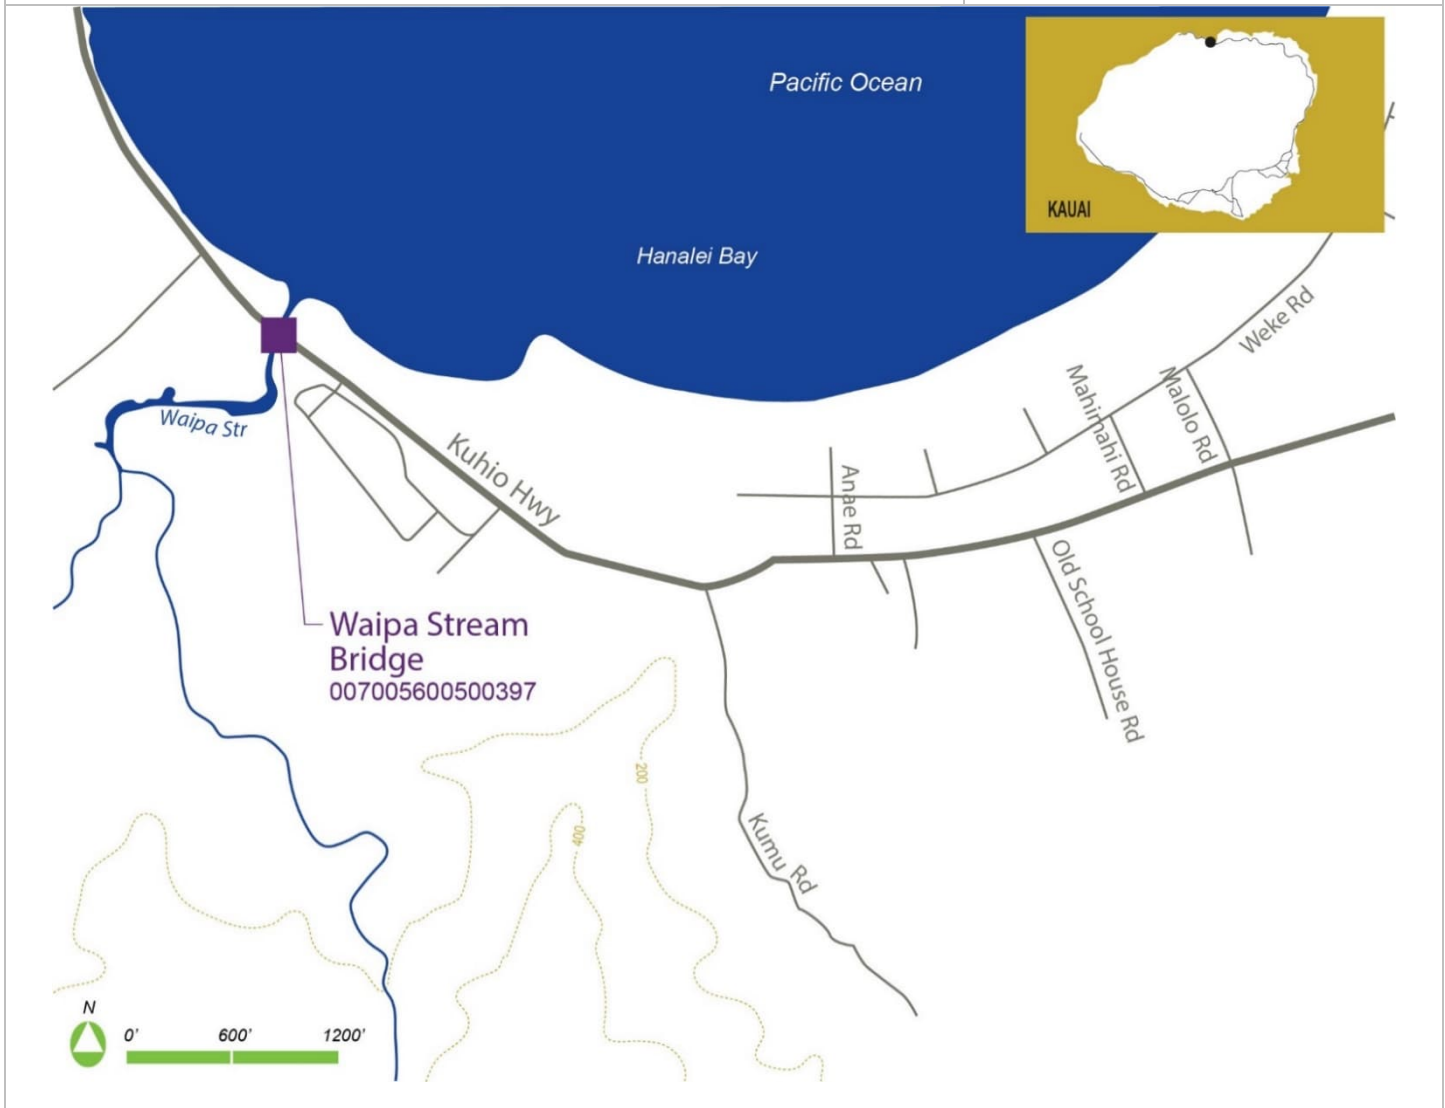 Pacific Ocean
KAUAI
Hanalei Bay
Weke Rd
Mahimahi Rd
Malolo Rd
Waipa Str
Kuhio Hwy
Anae Rd
Old School House Rd
Waipa Stream
Bridge
007005600500397
200
400
Kumu Rd
N
0' 600' 1200'